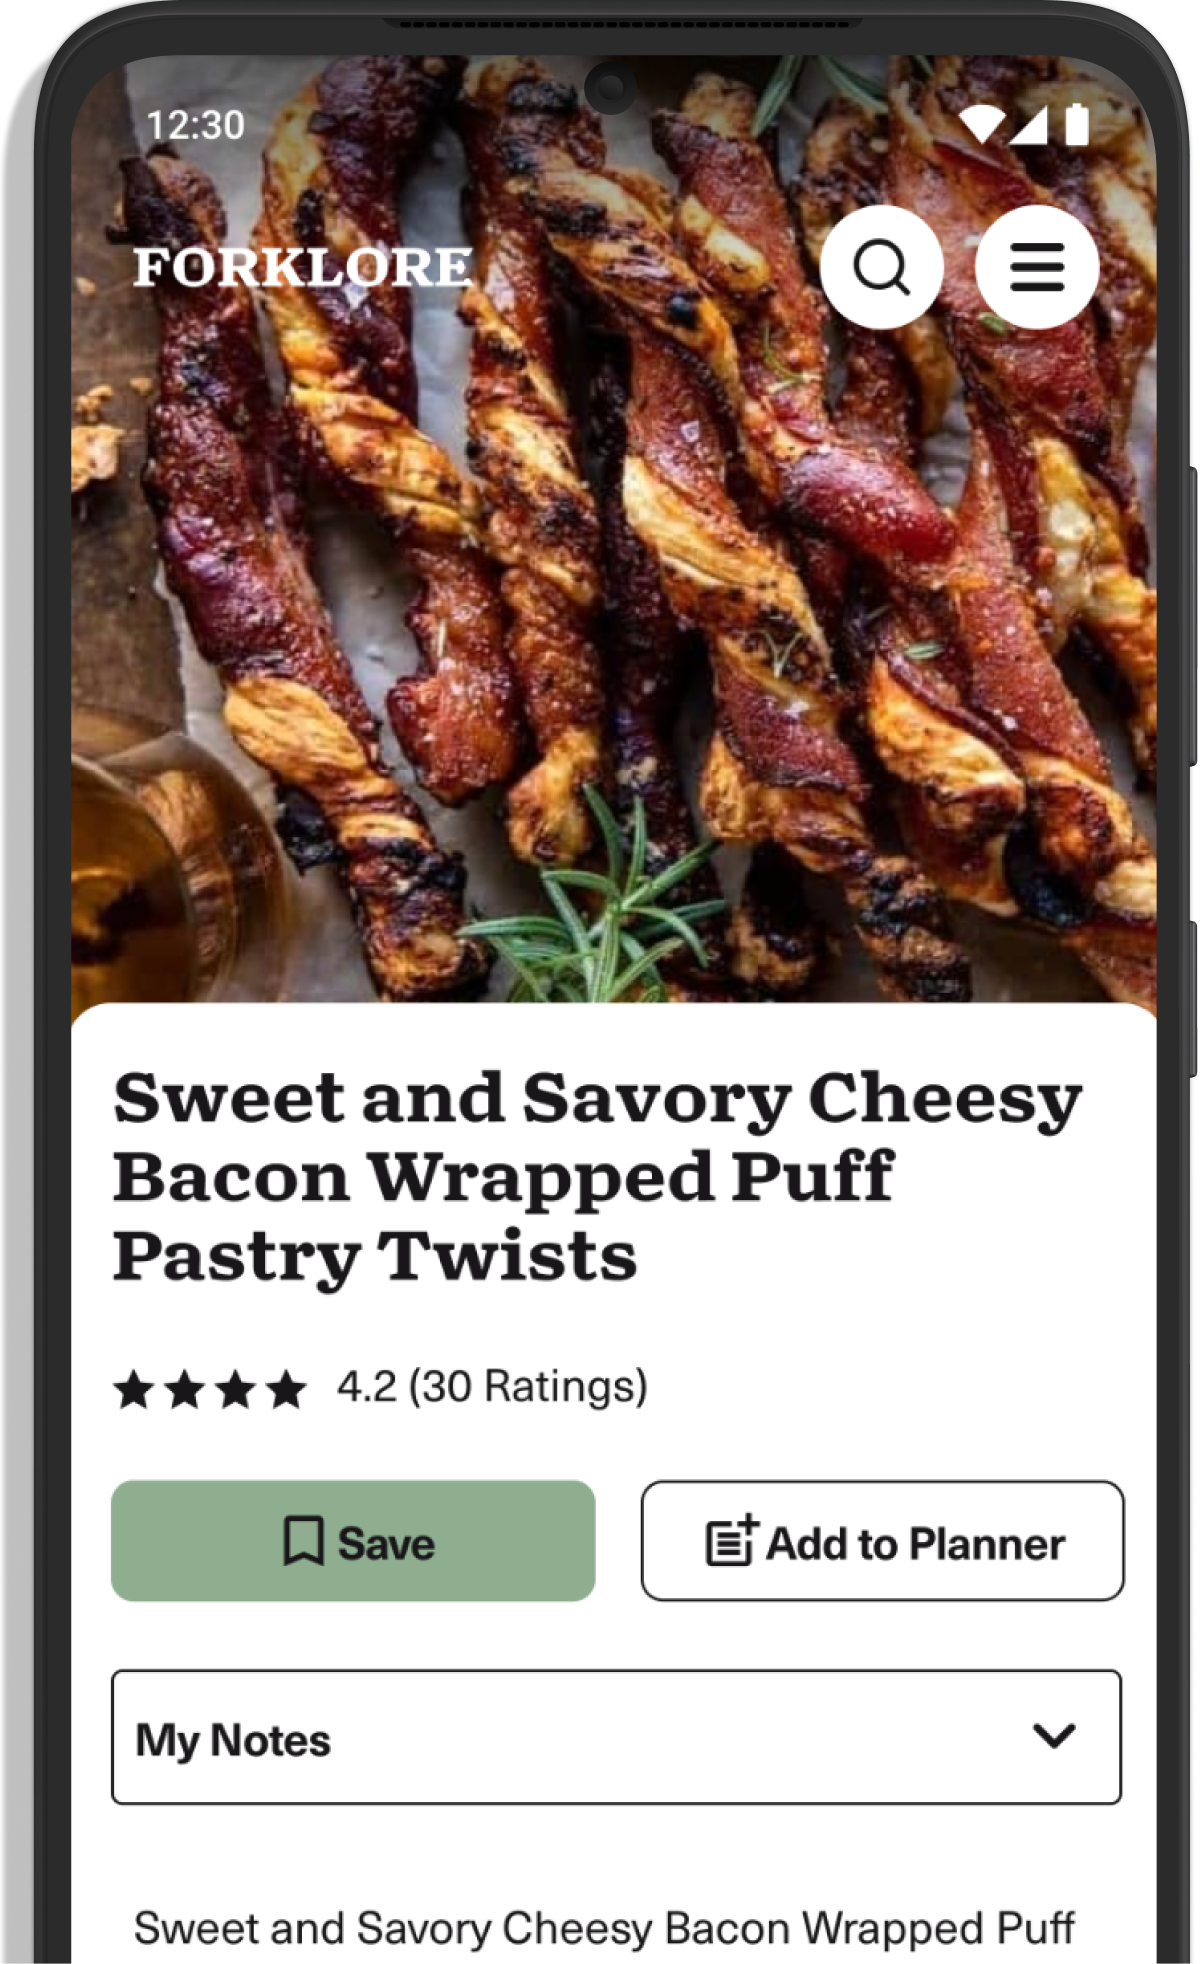 12:30
FORKLORE
Sweet and Savory Cheesy
Bacon Wrapped Puff
Pastry Twists
4.2 (30 Ratings)
Save
Add to Planner
My Notes
Sweet and Savory Cheesy Bacon Wrapped Puff